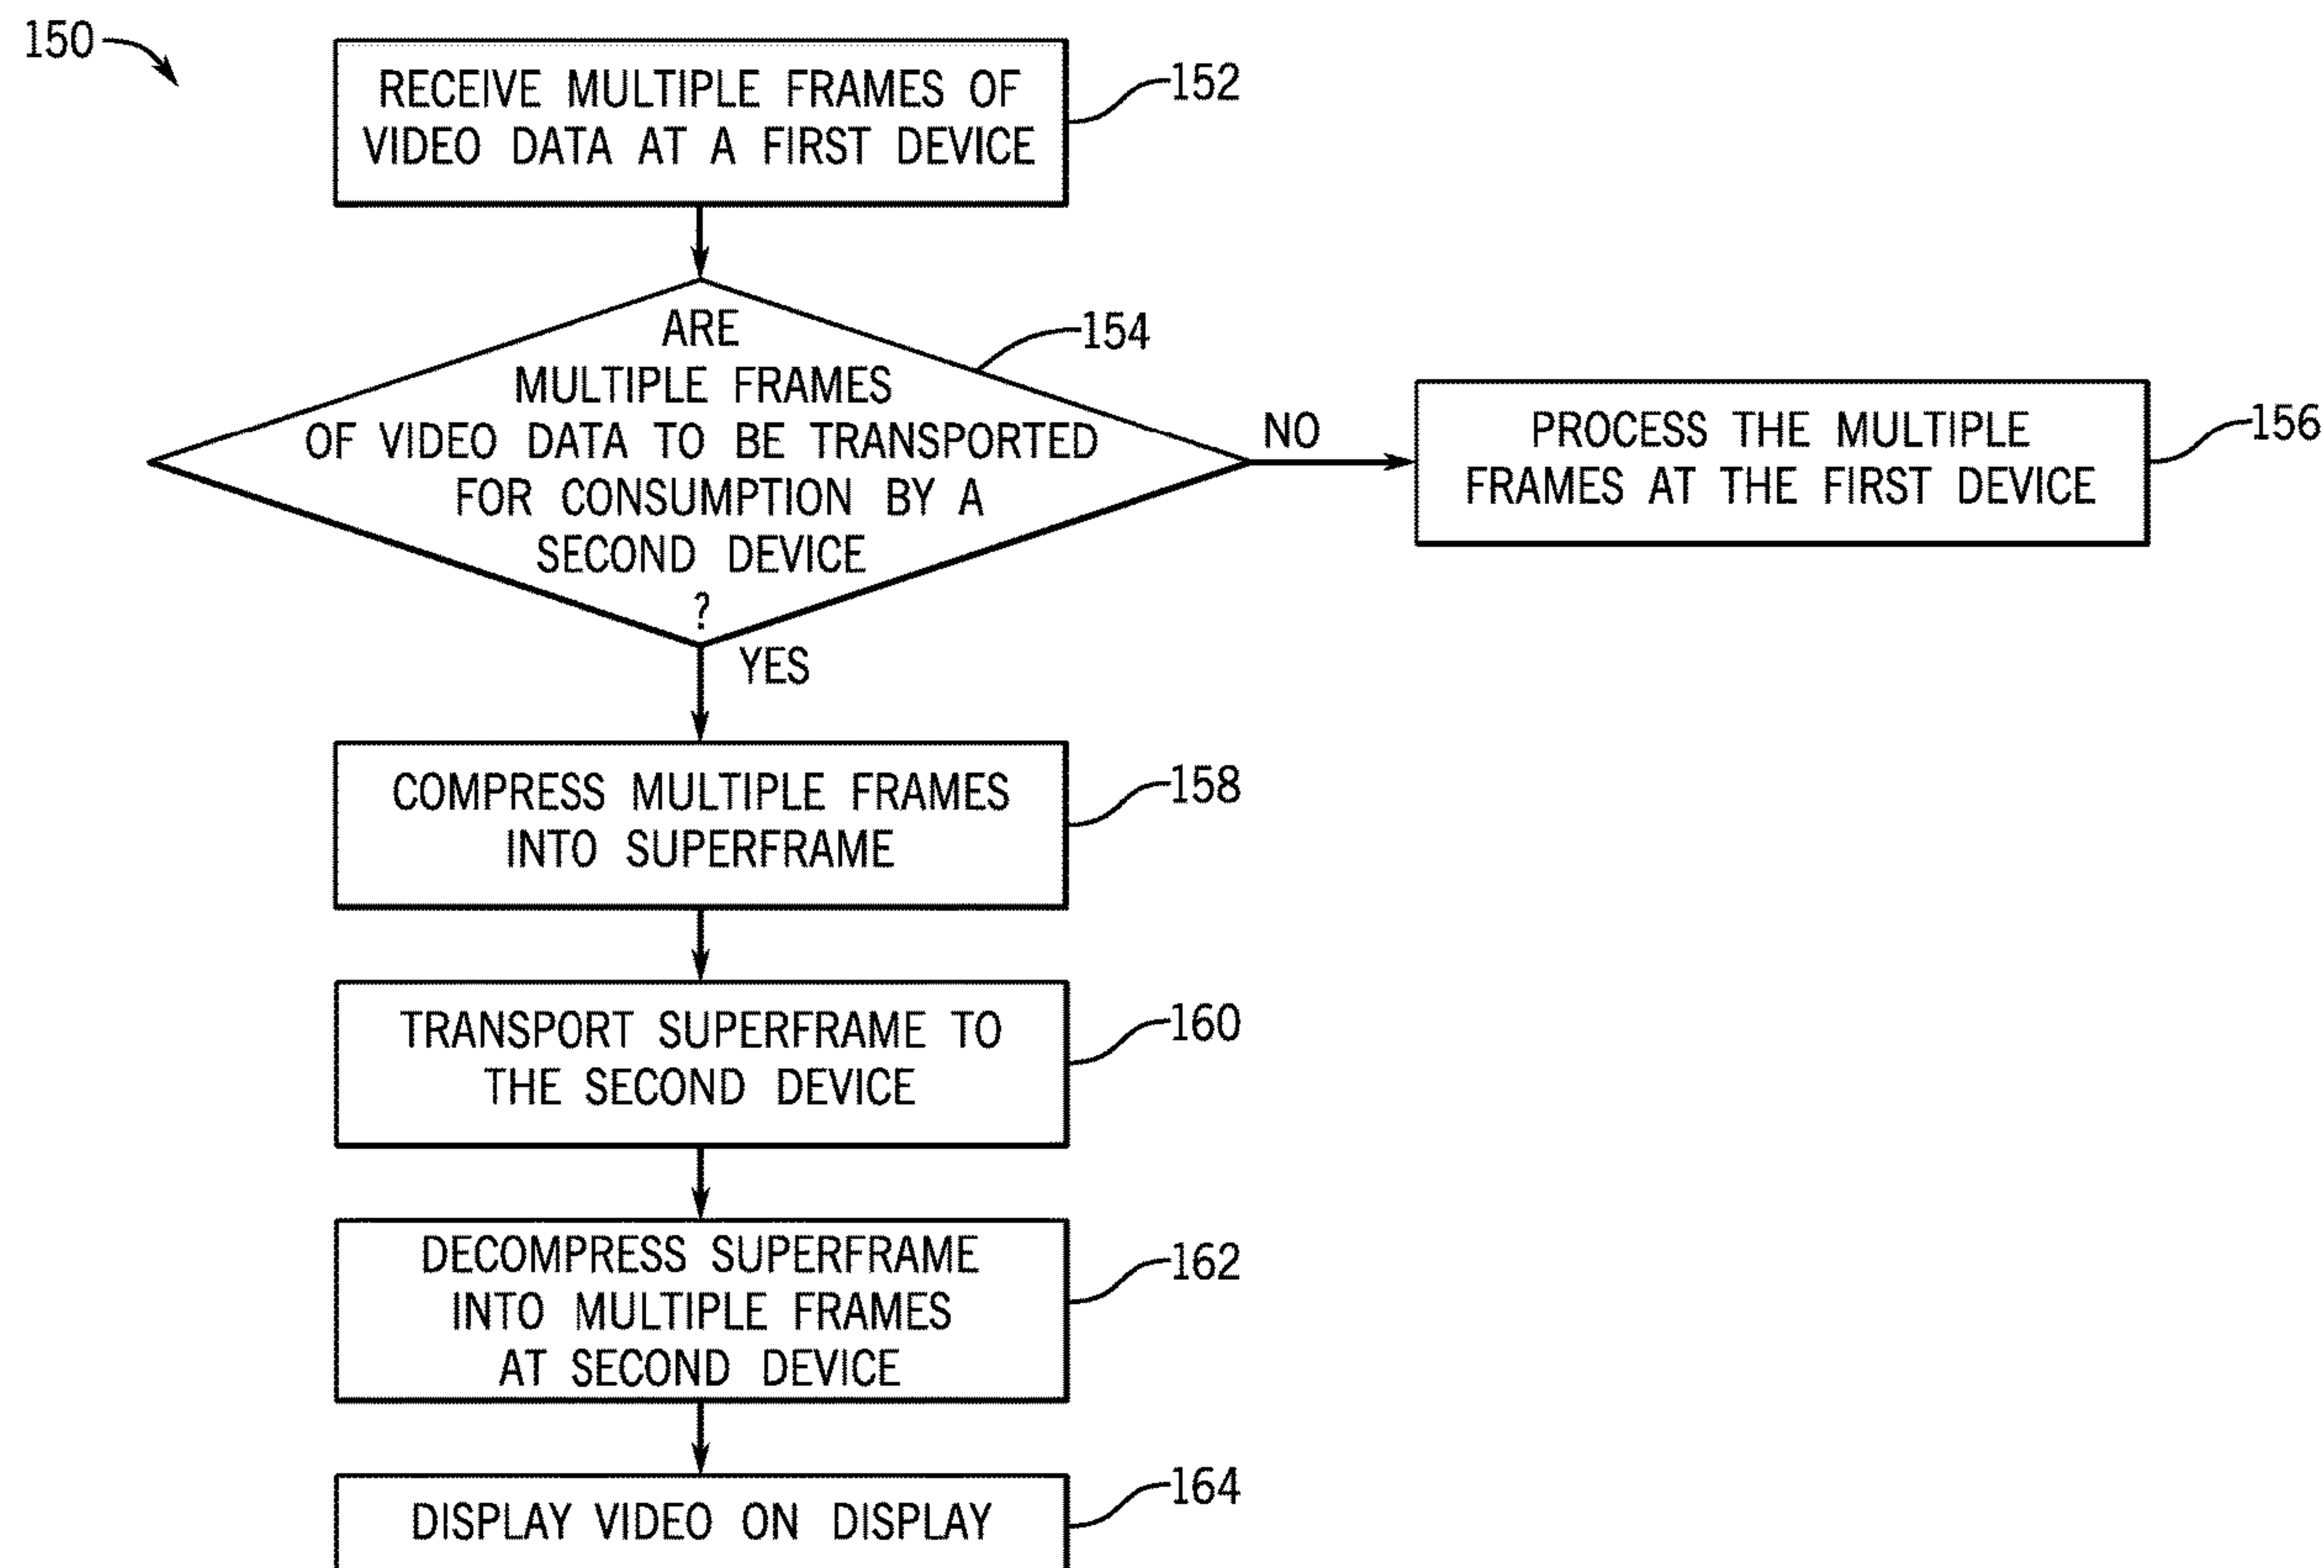 150
RECEIVE MULTIPLE FRAMES OF
VIDEO DATA AT A FIRST DEVICE
152
ARE
MULTIPLE FRAMES
OF VIDEO DATA TO BE TRANSPORTED
FOR CONSUMPTION BY A
SECOND DEVICE
?
154
NO
PROCESS THE MULTIPLE
FRAMES AT THE FIRST DEVICE
156
YES
COMPRESS MULTIPLE FRAMES
INTO SUPERFRAME
158
TRANSPORT SUPERFRAME TO
THE SECOND DEVICE
160
DECOMPRESS SUPERFRAME
INTO MULTIPLE FRAMES
AT SECOND DEVICE
162
DISPLAY VIDEO ON DISPLAY
164